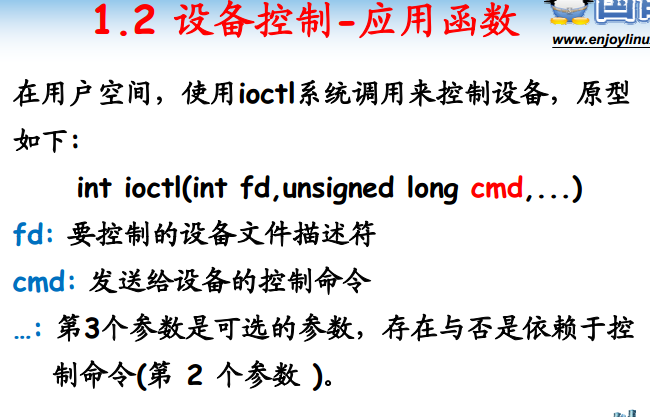 1.2 设备控制-应用函数
www.enjoylinu
在用户空间，使用ioctl系统调用来控制设备，原型
如下：
int ioctl(int fd,unsigned long cmd,...)
fd: 要控制的设备文件描述符
cmd: 发送给设备的控制命令
…: 第3个参数是可选的参数，存在与否是依赖于控
制命令(第 2 个参数 )。